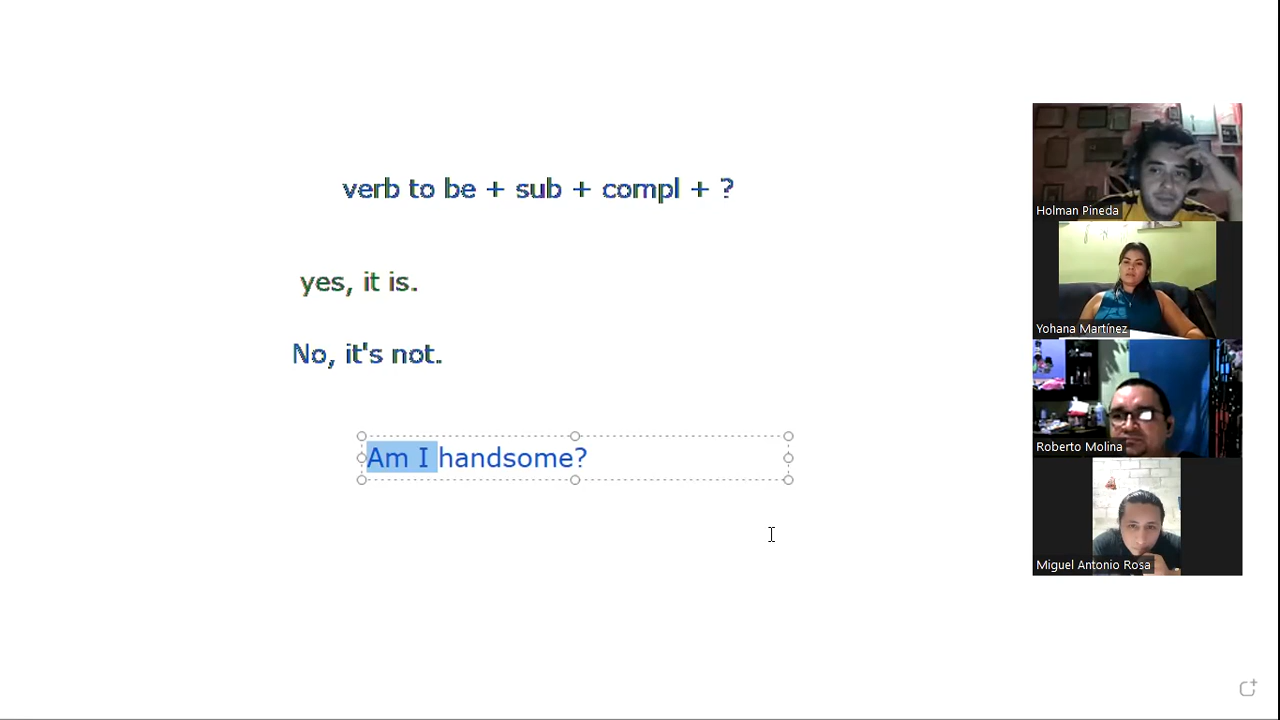 verb to be + sub + compl + ?
yes, it is.
No, it's not.
Am I handsome?
Holman Pineda
Yohana Martínez
Roberto Molina
Miguel Antonio Rosa